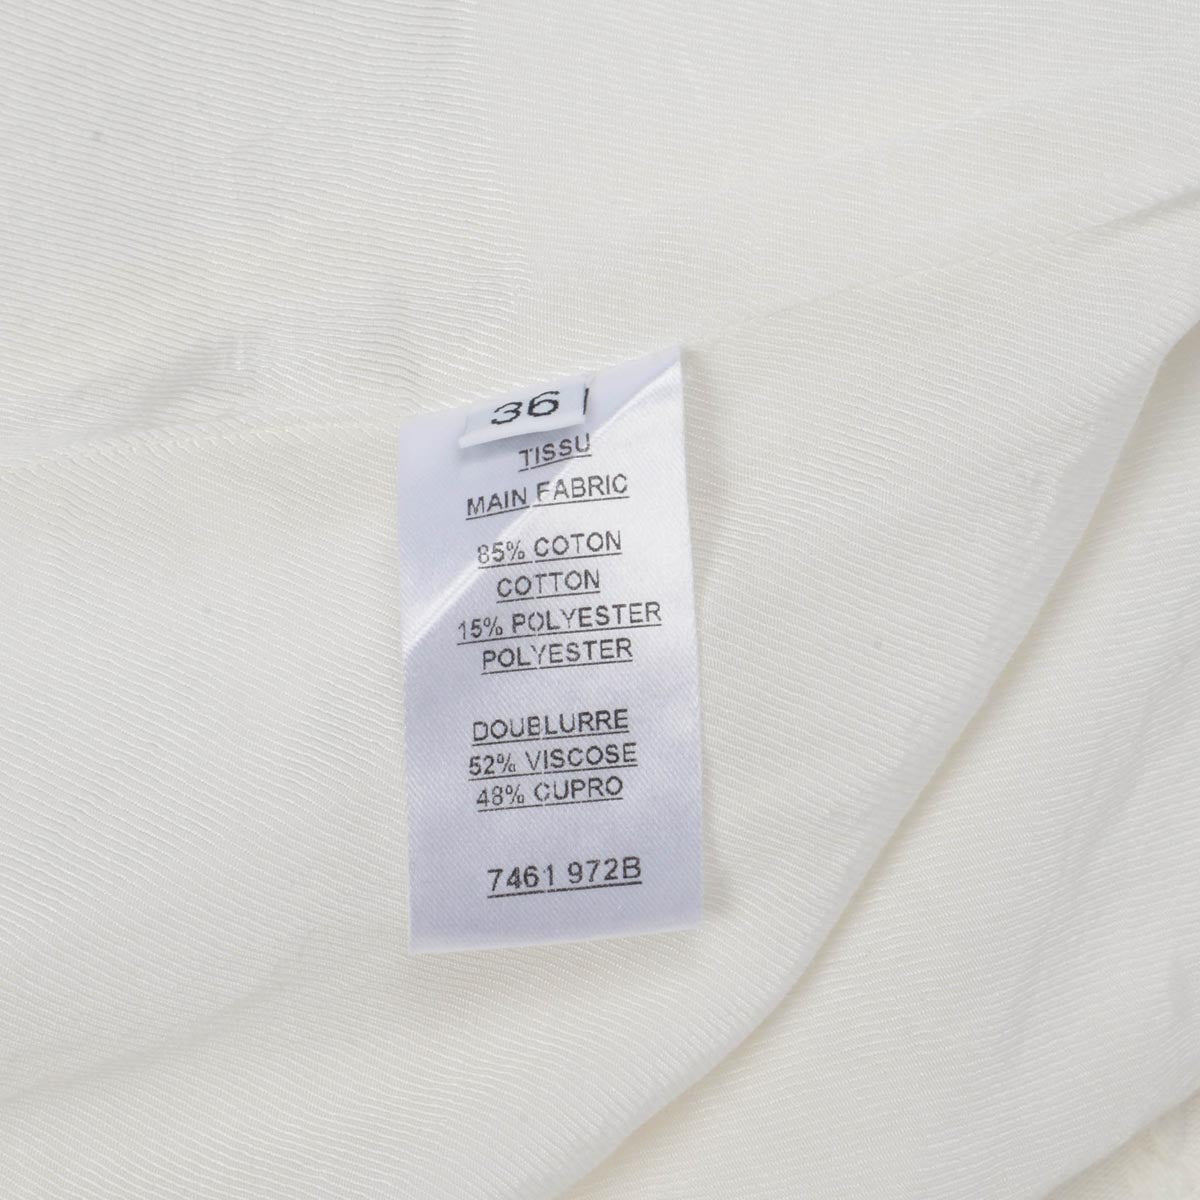 36
TISSU
MAIN FABRIC
85% COTON
COTTON
15% POLYESTER
POLYESTER
DOUBLURRE
52% VISCOSE
48% CUPRO
7461 972B